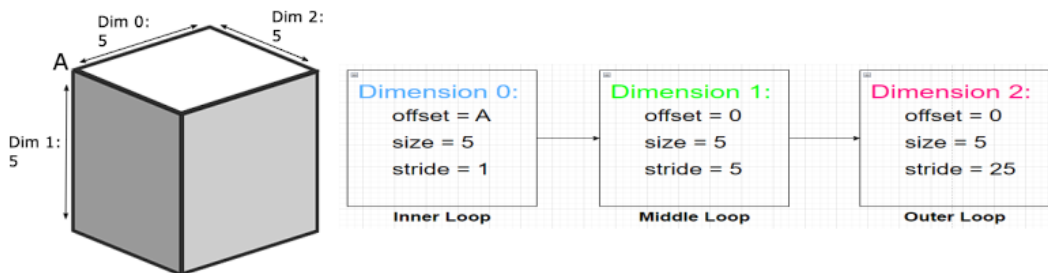 Dim 0:
5
Dim 2:
5
A
Dim 1:
5
Dimension 0:
offset = A
size = 5
stride = 1
Inner Loop
Dimension 1:
offset = 0
size = 5
stride = 5
Middle Loop
Dimension 2:
offset = 0
size = 5
stride = 25
Outer Loop